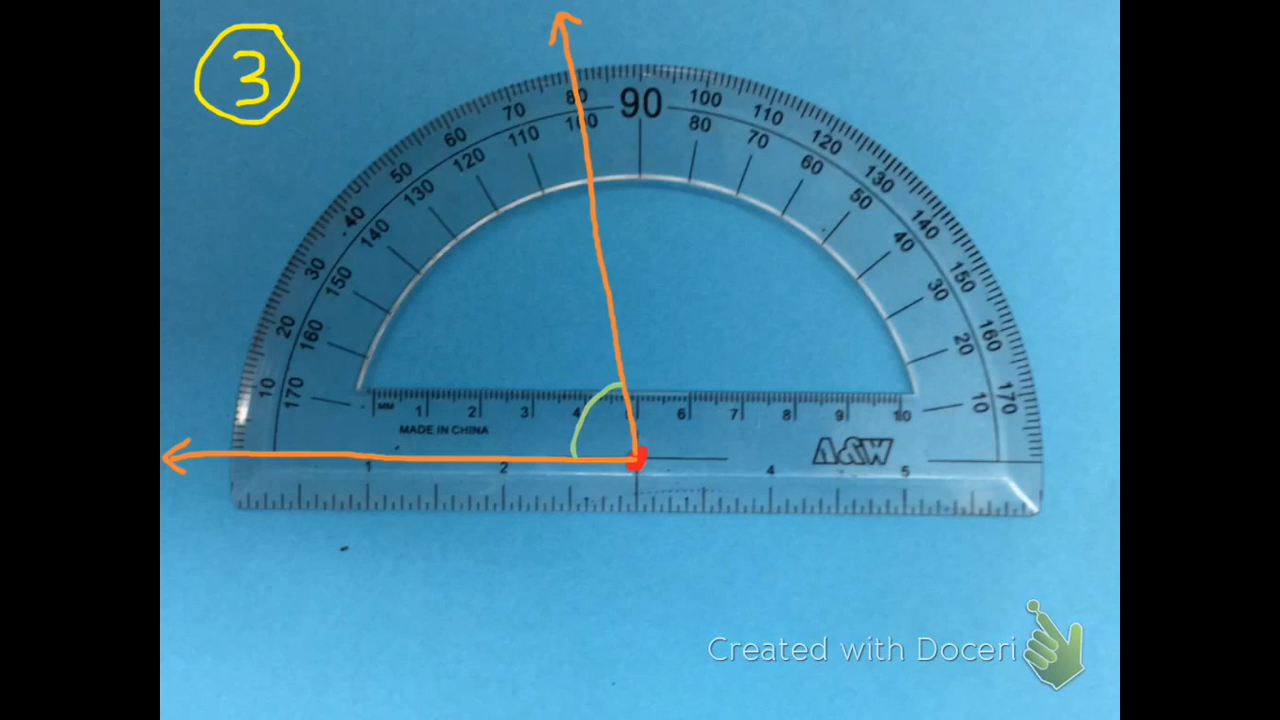 3
10 20 30 40 50 60 70 80 90 100 110 120 130 140 150 160 170
170 160 150 140 130 120 110 100 80 70 60 50 40 30 20 10
MM 1 2 3 4 5 6 7 8 9 10
MADE IN CHINA
A&W
1 2 4 5
Created with Doceri